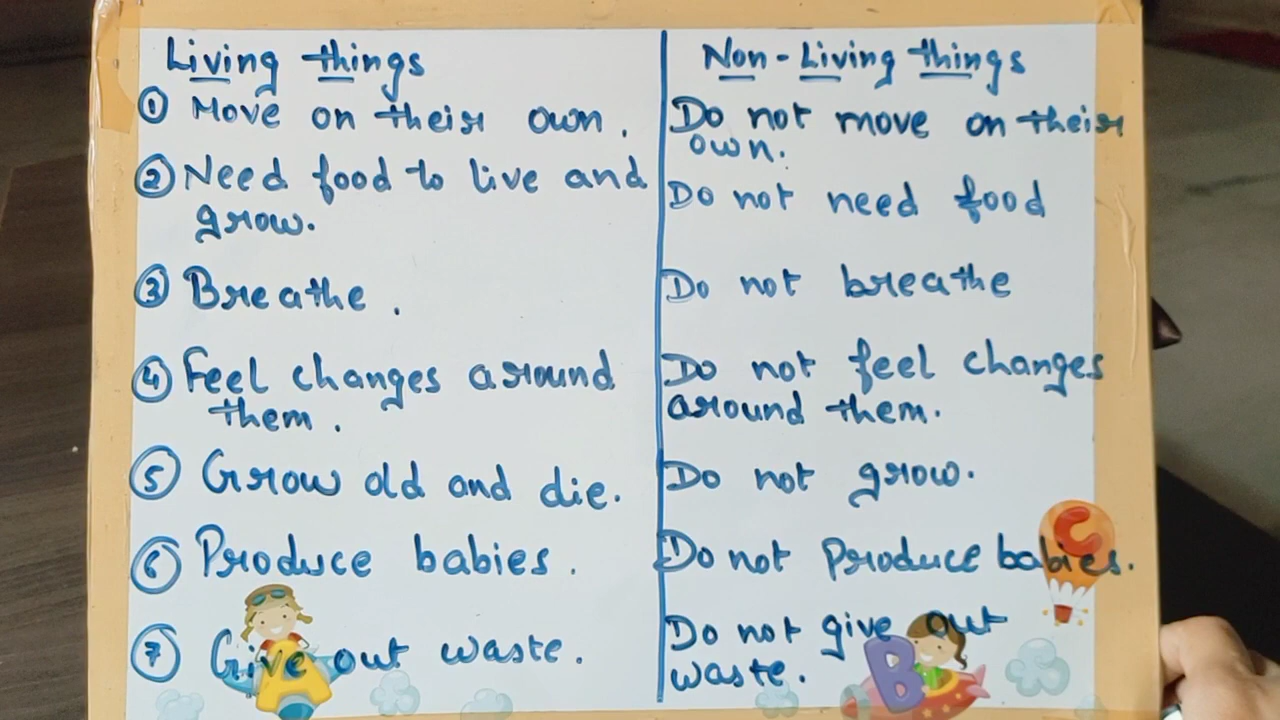 Living things
① Move on their own.
② Need food to live and
grow.
③ Breathe.
④ Feel changes around
them.
⑤ Grow old and die.
⑥ Produce babies.
⑦ Give out waste.
Non-Living things
Do not move on their
own.
Do not need food
Do not breathe
Do not feel changes
around them.
Do not grow.
Do not produce babies.
Do not give out
waste.
A
B
C